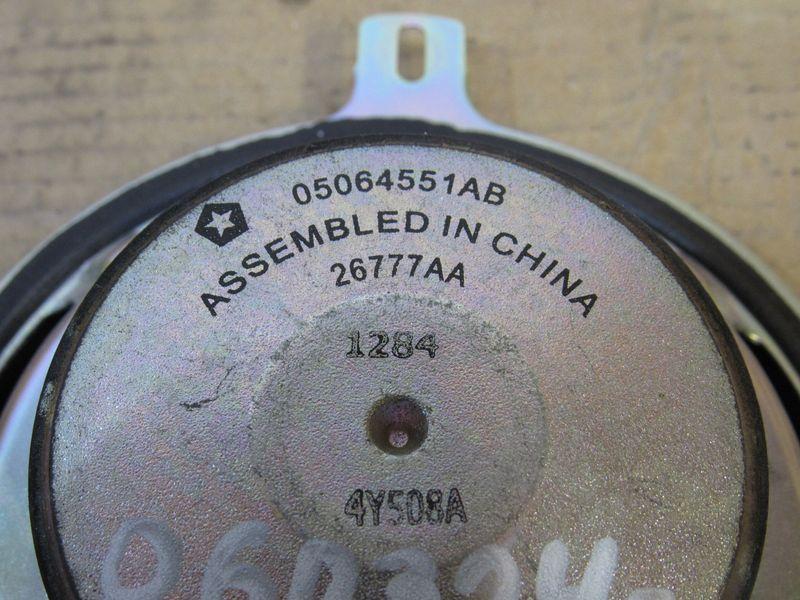 05064551AB
ASSEMBLED IN CHINA
26777AA
1284
4Y508A